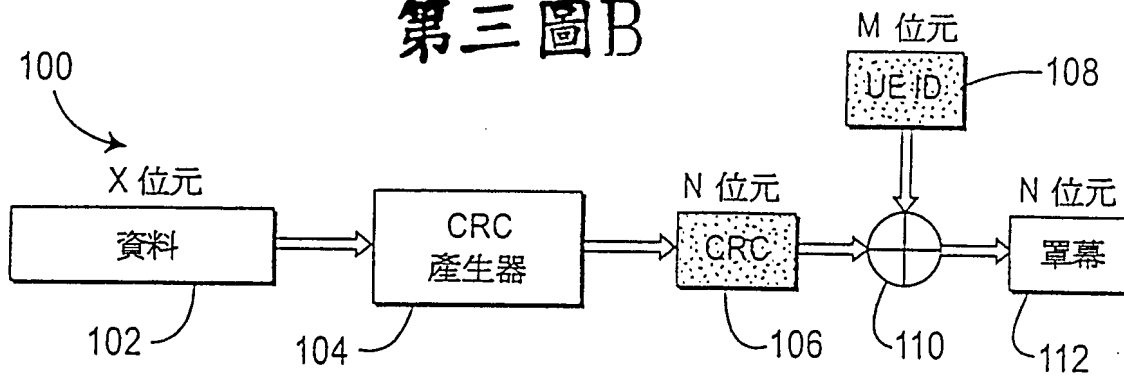 第三圖B
M 位元
100
UE ID
108
X 位元
N 位元
N 位元
資料
CRC
產生器
CRC
罩幕
102
104
106
110
112